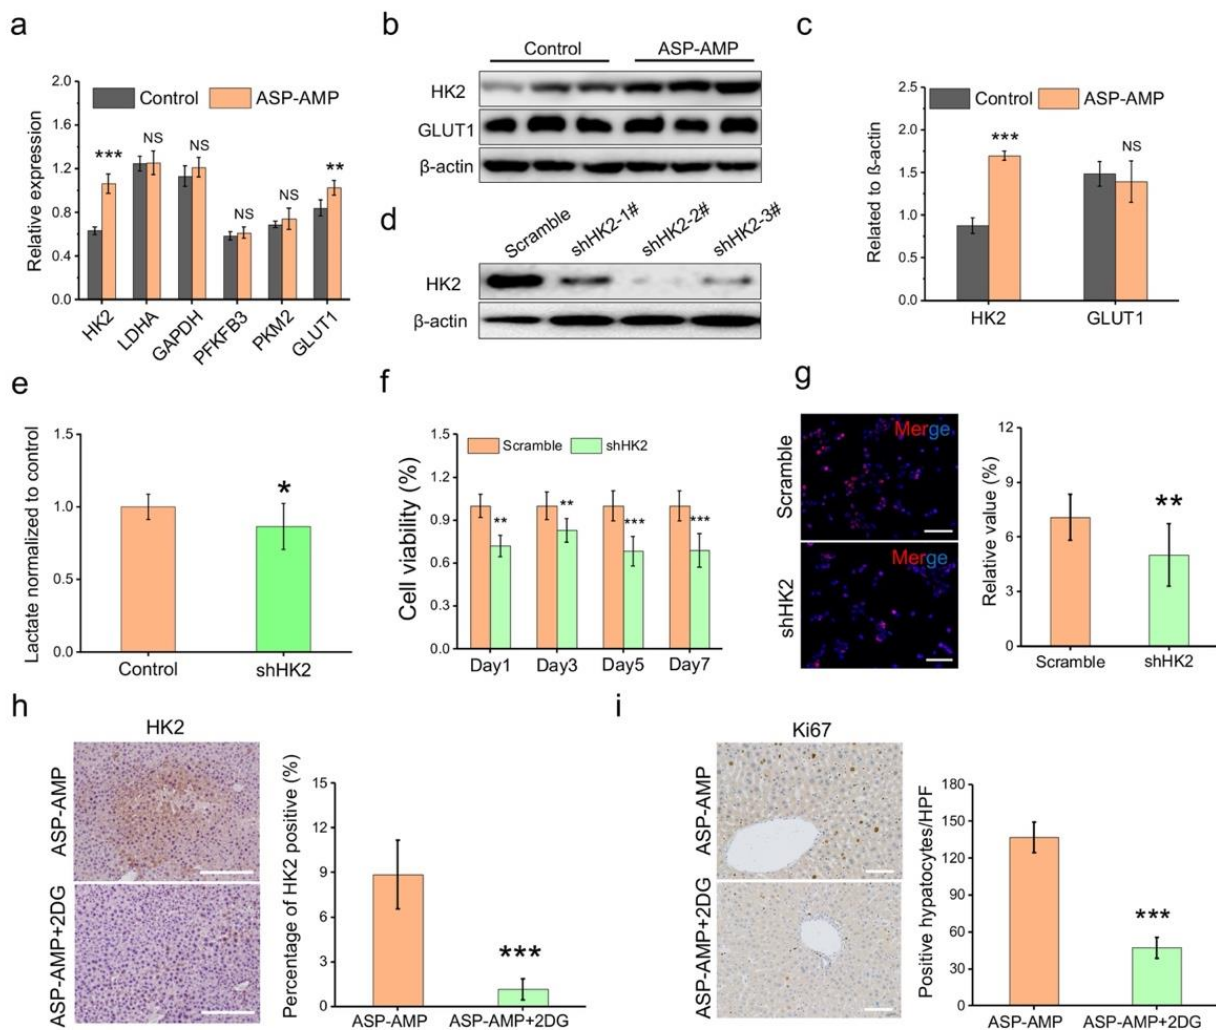 a
Relative expression
2.0
1.6
1.2
0.8
0.4
0.0
Control
ASP-AMP
***
NS
NS
NS
NS
**
HK2
LDHA
GAPDH
PFKFB3
PKM2
GLUT1
b
Control
ASP-AMP
HK2
GLUT1
β-actin
c
Related to ß-actin
2.5
2.0
1.5
1.0
0.5
0.0
Control
ASP-AMP
***
NS
HK2
GLUT1
d
Scramble
shHK2-1#
shHK2-2#
shHK2-3#
HK2
β-actin
e
Lactate normalized to control
1.5
1.0
0.5
0.0
*
Control
shHK2
f
Cell viability (%)
1.5
1.2
0.9
0.6
0.3
0.0
Scramble
shHK2
**
**
***
***
Day1
Day3
Day5
Day7
g
Scramble
Merge
shHK2
Merge
Relative value (%)
12
9
6
3
0
**
Scramble
shHK2
h
HK2
ASP-AMP
ASP-AMP+2DG
Percentage of HK2 positive (%)
15
12
9
6
3
0
***
ASP-AMP
ASP-AMP+2DG
i
Ki67
ASP-AMP
ASP-AMP+2DG
Positive hypatocytes/HPF
180
150
120
90
60
30
0
***
ASP-AMP
ASP-AMP+2DG